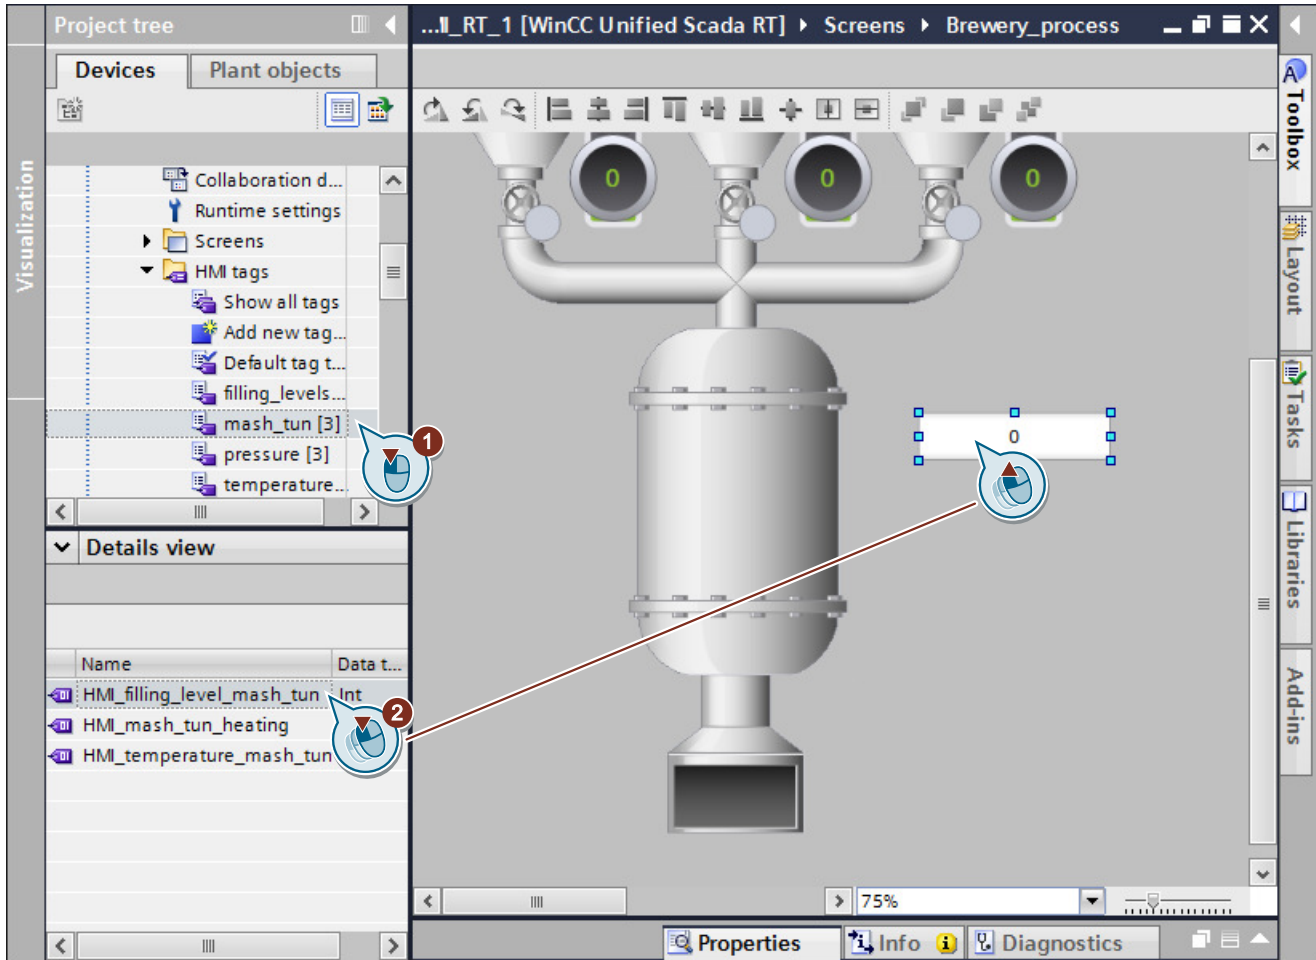 Project tree
...ll_RT_1 [WinCC Unified Scada RT] Screens Brewery_process
Devices
Plant objects
Visualization
Collaboration d...
Runtime settings
Screens
HMI tags
Show all tags
Add new tag...
Default tag t...
filling_levels...
mash_tun [3]
pressure [3]
temperature...
1
Details view
Name
Data t...
HMI_filling_level_mash_tun
Int
HMI_mash_tun_heating
HMI_temperature_mash_tun
2
0
0
0
0
75%
Properties
Info
Diagnostics
Toolbox
Layout
Tasks
Libraries
Add-ins